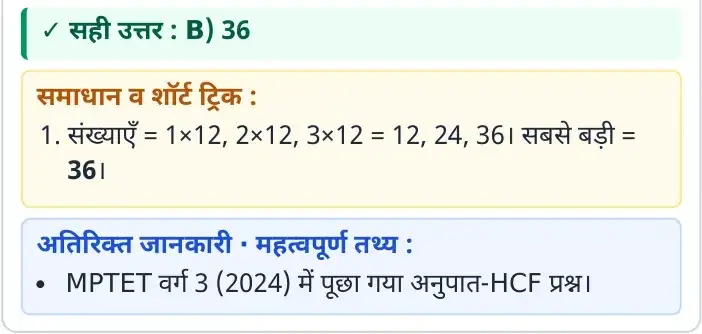 ✓ सही उत्तर : B) 36
समाधान व शॉर्ट ट्रिक :
1. संख्याएँ = 1×12, 2×12, 3×12 = 12, 24, 36। सबसे बड़ी =
36।
अतिरिक्त जानकारी · महत्वपूर्ण तथ्य :
• MPTET वर्ग 3 (2024) में पूछा गया अनुपात-HCF प्रश्न।